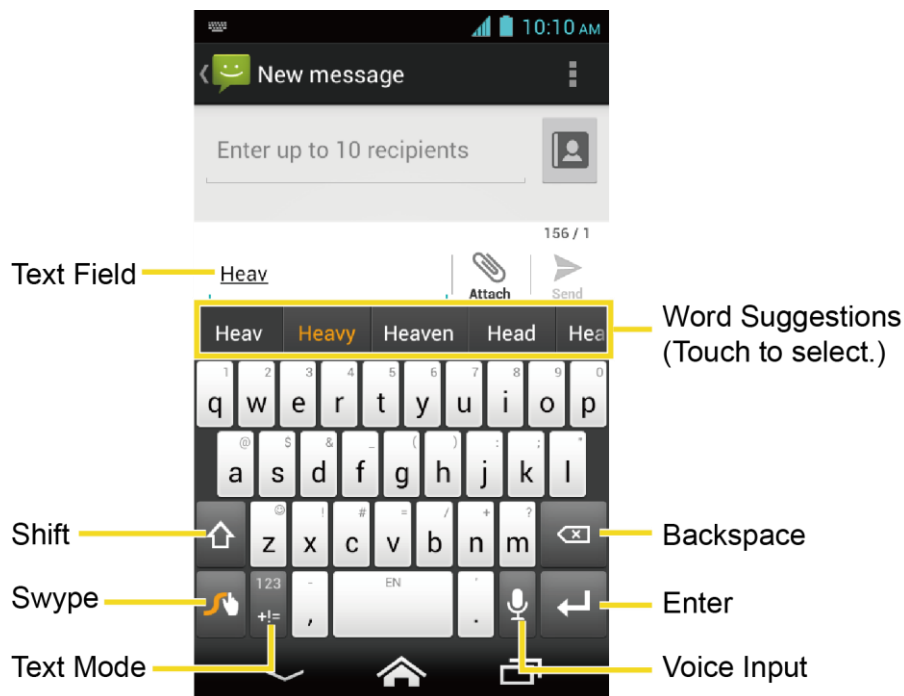 10:10 AM
New message
Enter up to 10 recipients
156 / 1
Text Field
Heav
Attach
Send
Heav Heavy Heaven Head Hea
Word Suggestions
(Touch to select.)
1 2 3 4 5 6 7 8 9 0
q w e r t y u i o p
@ $ & _ ( ) : ; "
a s d f g h j k l
Shift
! # = / + ?
z x c v b n m
Backspace
Swype
123 - EN '
+!= , .
Enter
Text Mode
Voice Input